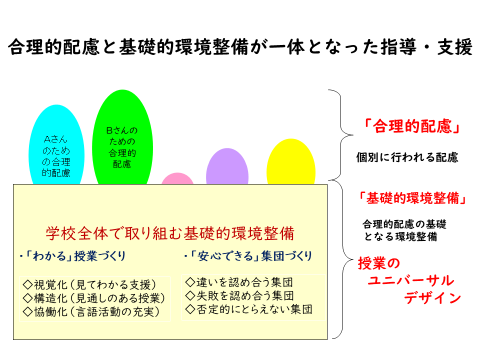 合理的配慮と基礎的環境整備が一体となった指導・支援
Aさん
のため
の合理
的配慮
Bさんの
ための
合理的
配慮
「合理的配慮」
個別に行われる配慮
「基礎的環境整備」
合理的配慮の基礎
となる環境整備
授業の
ユニバーサル
デザイン
学校全体で取り組む基礎的環境整備
・「わかる」授業づくり
◇視覚化（見てわかる支援）
◇構造化（見通しのある授業）
◇協働化（言語活動の充実）
・「安心できる」集団づくり
◇違いを認め合う集団
◇失敗を認め合う集団
◇否定的にとらえない集団